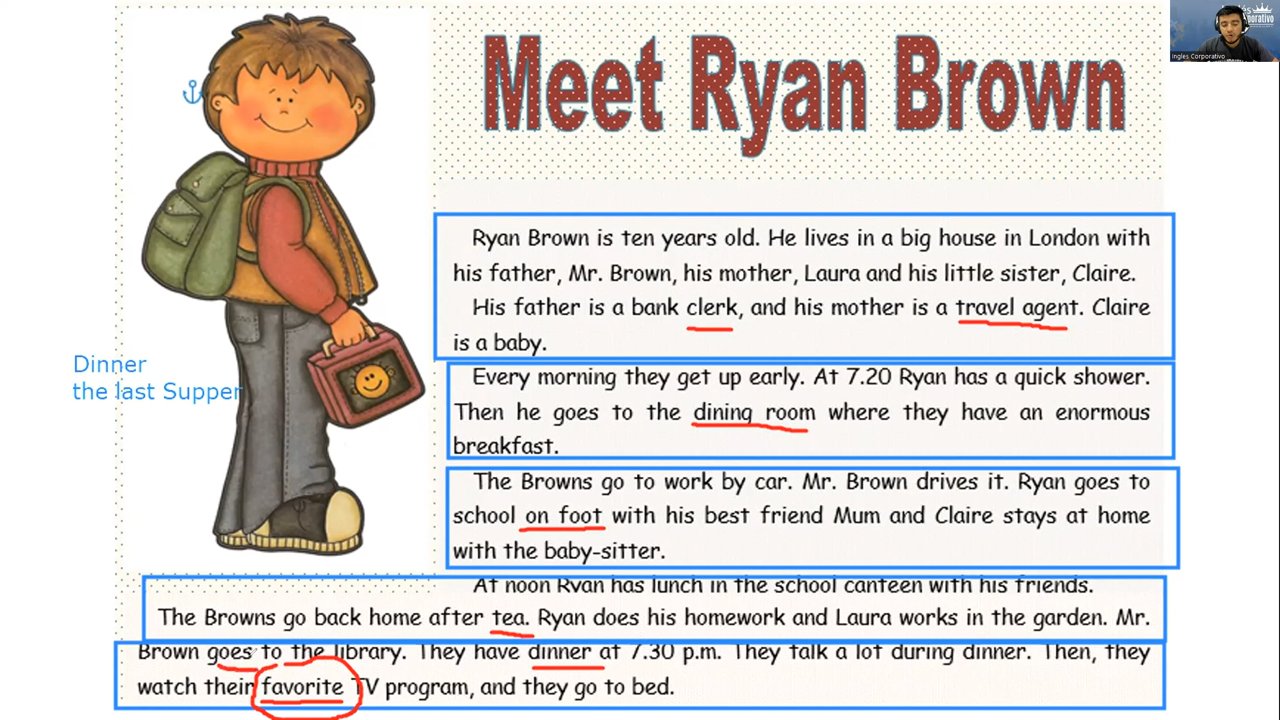 Meet Ryan Brown
Ryan Brown is ten years old. He lives in a big house in London with
his father, Mr. Brown, his mother, Laura and his little sister, Claire.
His father is a bank clerk, and his mother is a travel agent. Claire
is a baby.
Every morning they get up early. At 7.20 Ryan has a quick shower.
Then he goes to the dining room where they have an enormous
breakfast.
The Browns go to work by car. Mr. Brown drives it. Ryan goes to
school on foot with his best friend Mum and Claire stays at home
with the baby-sitter.
At noon Ryan has lunch in the school canteen with his friends.
The Browns go back home after tea. Ryan does his homework and Laura works in the garden. Mr.
Brown goes to the library. They have dinner at 7.30 p.m. They talk a lot during dinner. Then, they
watch their favorite TV program, and they go to bed.
Dinner
the last Supper
Inglés Corporativo